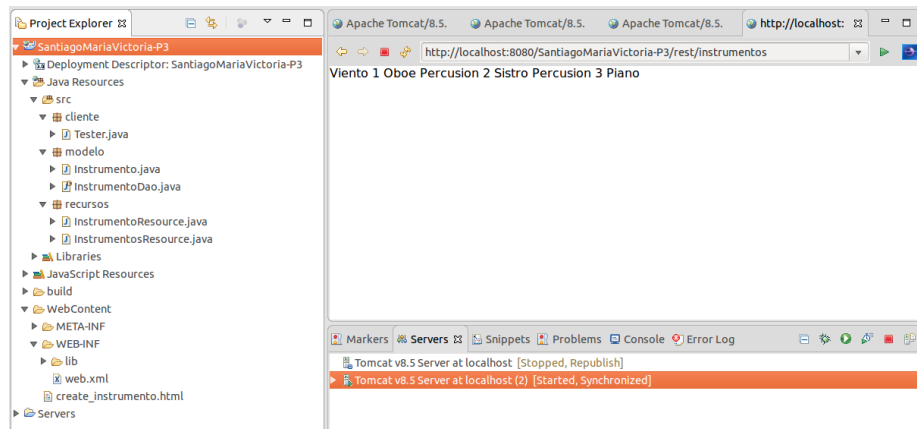 Project Explorer
SantiagoMariaVictoria-P3
Deployment Descriptor: SantiagoMariaVictoria-P3
Java Resources
src
cliente
Tester.java
modelo
Instrumento.java
InstrumentoDao.java
recursos
InstrumentoResource.java
InstrumentosResource.java
Libraries
JavaScript Resources
build
WebContent
META-INF
WEB-INF
lib
web.xml
create_instrumento.html
Servers
Apache Tomcat/8.5. Apache Tomcat/8.5. Apache Tomcat/8.5. http://localhost:
http://localhost:8080/SantiagoMariaVictoria-P3/rest/instrumentos
Viento 1 Oboe Percusion 2 Sistro Percusion 3 Piano
Markers Servers Snippets Problems Console Error Log
Tomcat v8.5 Server at localhost [Stopped, Republish]
Tomcat v8.5 Server at localhost (2) [Started, Synchronized]